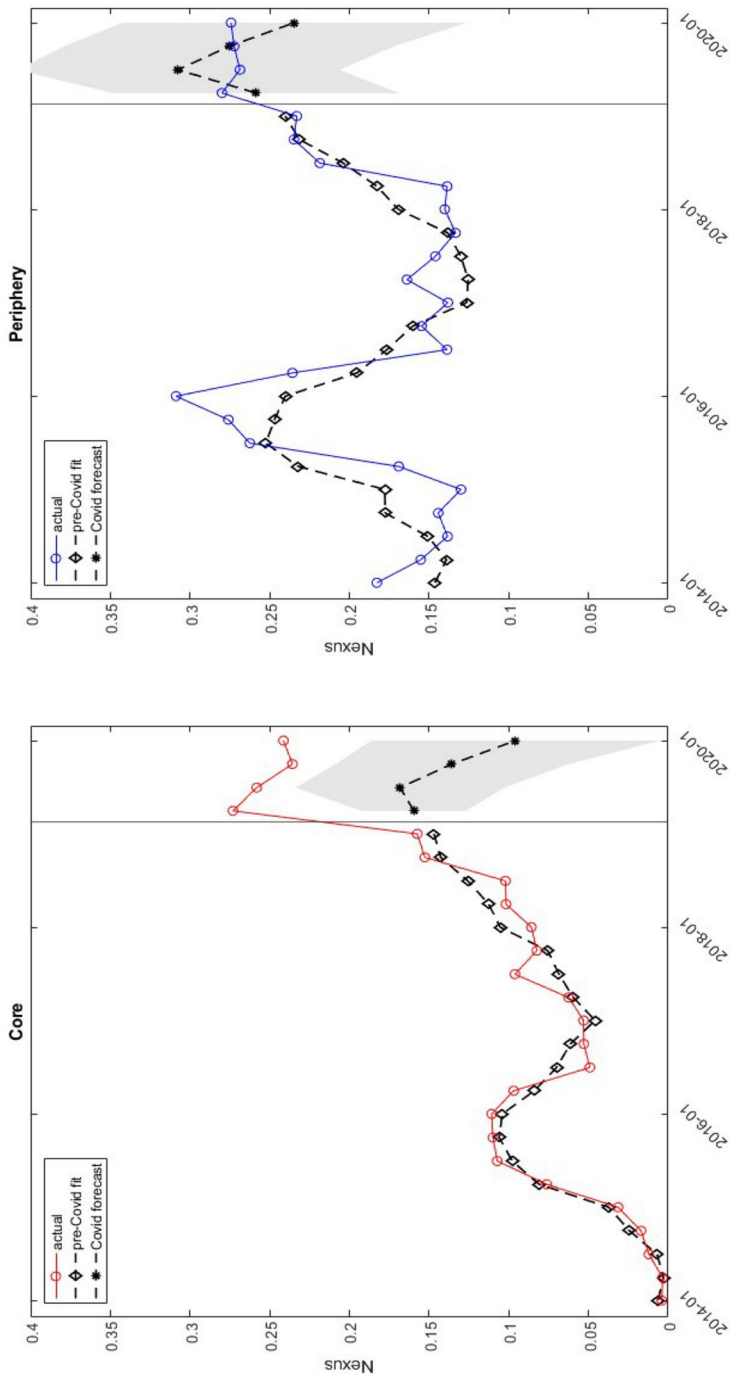 Core
actual
pre-Covid fit
Covid forecast
Nexus
0.4
0.35
0.3
0.25
0.2
0.15
0.1
0.05
0
2014-01
2016-01
2018-01
2020-01
Periphery
actual
pre-Covid fit
Covid forecast
Nexus
0.4
0.35
0.3
0.25
0.2
0.15
0.1
0.05
0
2014-01
2016-01
2018-01
2020-01